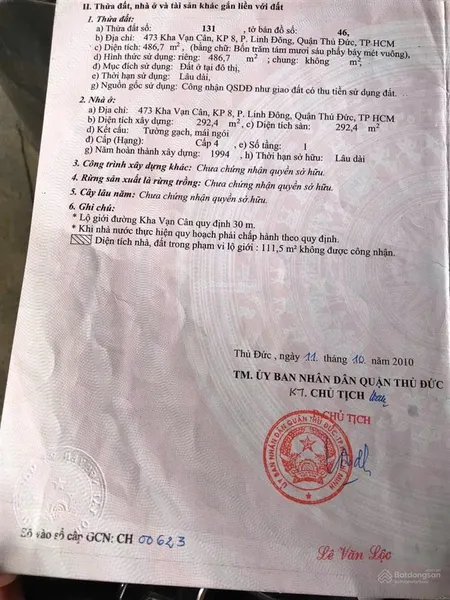 II. Thửa đất, nhà ở và tài sản khác gắn liền với đất
1. Thửa đất:
a) Thửa đất số: 131 , tờ bản đồ số: 46,
b) Địa chỉ: 473 Kha Vạn Cân, KP 8, P. Linh Đông, Quận Thủ Đức, TP HCM
c) Diện tích: 486,7 m², (bằng chữ: Bốn trăm tám mươi sáu phẩy bảy mét vuông),
d) Hình thức sử dụng: riêng: 486,7 m²; chung: không m²;
đ) Mục đích sử dụng: Đất ở tại đô thị,
e) Thời hạn sử dụng: Lâu dài,
g) Nguồn gốc sử dụng: Công nhận QSDĐ như giao đất có thu tiền sử dụng đất.
2. Nhà ở:
a) Địa chỉ: 473 Kha Vạn Cân, KP 8, P. Linh Đông, Quận Thủ Đức, TP HCM
b) Diện tích xây dựng: 292,4 m², c) Diện tích sàn: 292,4 m²
d) Kết cấu: Tường gạch, mái ngói
đ) Cấp (Hạng): Cấp 4 , e) Số tầng: 1
g) Năm hoàn thành xây dựng: 1994 , h) Thời hạn sở hữu: Lâu dài
3. Công trình xây dựng khác: Chưa chứng nhận quyền sở hữu.
4. Rừng sản xuất là rừng trồng: Chưa chứng nhận quyền sở hữu.
5. Cây lâu năm: Chưa chứng nhận quyền sở hữu.
6. Ghi chú:
* Lộ giới đường Kha Vạn Cân quy định 30 m.
* Khi nhà nước thực hiện quy hoạch phải chấp hành theo quy định.
Diện tích nhà, đất trong phạm vi lộ giới : 111,5 m² không được công nhận.
Thủ Đức , ngày 11 tháng 10 năm 2010
TM. ỦY BAN NHÂN DÂN QUẬN THỦ ĐỨC
KT. CHỦ TỊCH
CHỦ TỊCH
ỦY BAN NHÂN DÂN QUẬN THỦ ĐỨC
Số vào sổ cấp GCN: CH 00623
Lê Văn Lộc
Batdongsan